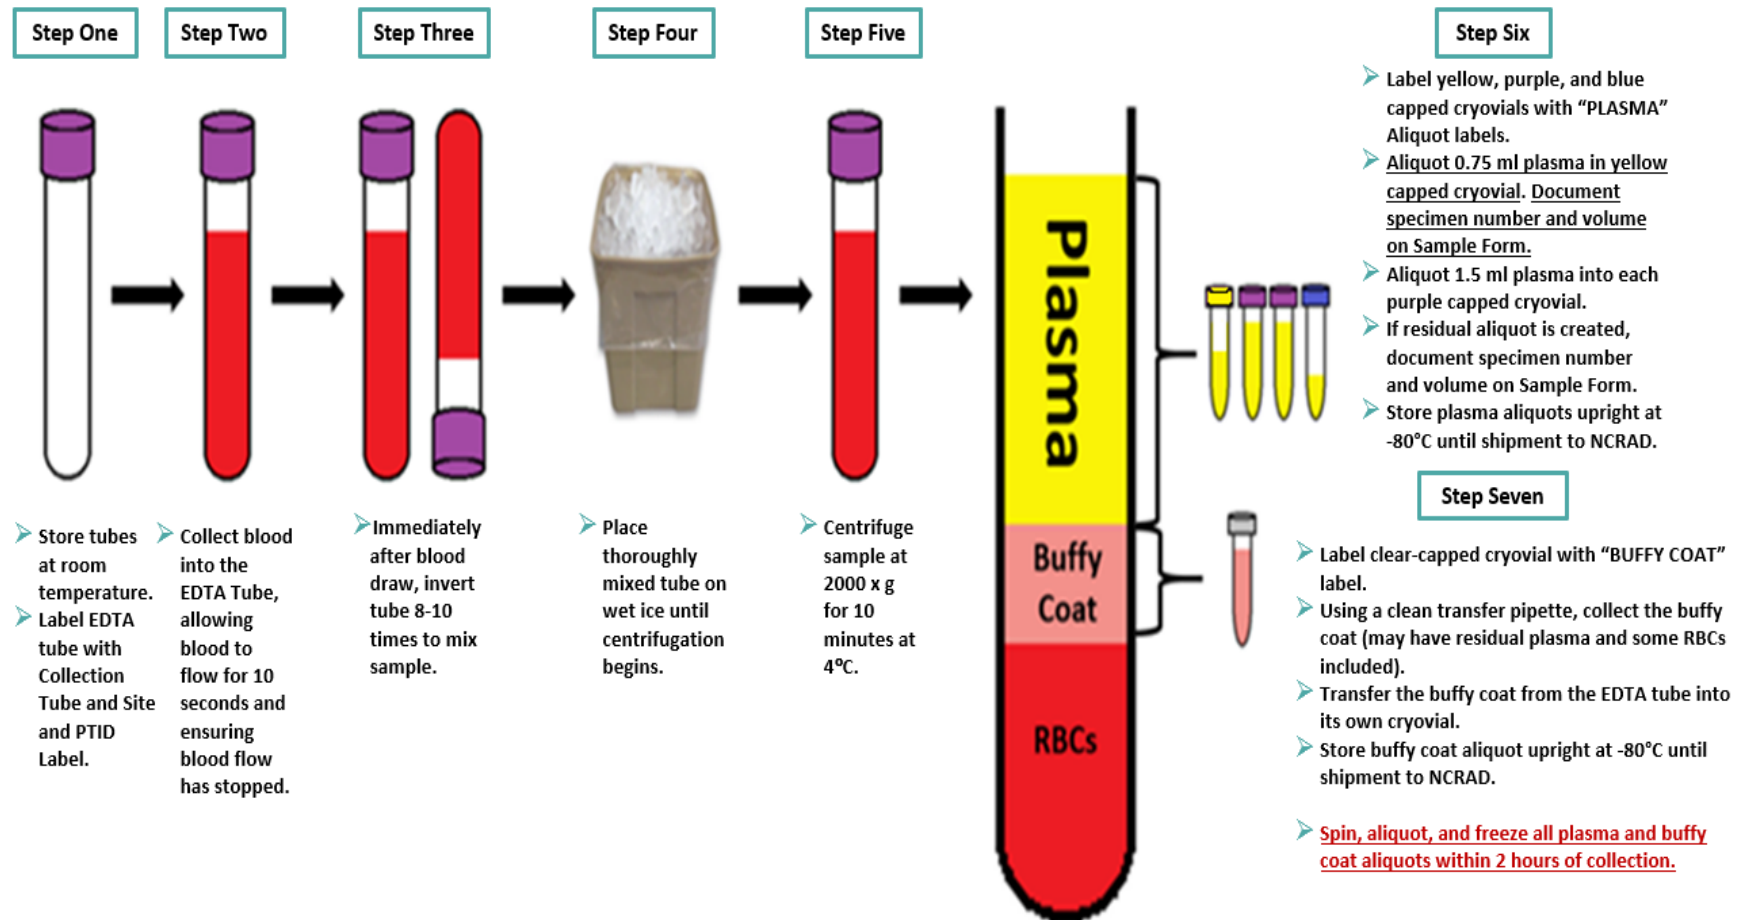 Step One
Store tubes
at room
temperature.
Label EDTA
tube with
Collection
Tube and Site
and PTID
Label.
Step Two
Collect blood
into the
EDTA Tube,
allowing
blood to
flow for 10
seconds and
ensuring
blood flow
has stopped.
Step Three
Immediately
after blood
draw, invert
tube 8-10
times to mix
sample.
Step Four
Place
thoroughly
mixed tube on
wet ice until
centrifugation
begins.
Step Five
Centrifuge
sample at
2000 x g
for 10
minutes at
4°C.
Plasma
Buffy
Coat
RBCs
Step Six
Label yellow, purple, and blue
capped cryovials with “PLASMA”
Aliquot labels.
Aliquot 0.75 ml plasma in yellow
capped cryovial. Document
specimen number and volume
on Sample Form.
Aliquot 1.5 ml plasma into each
purple capped cryovial.
If residual aliquot is created,
document specimen number
and volume on Sample Form.
Store plasma aliquots upright at
-80°C until shipment to NCRAD.
Step Seven
Label clear-capped cryovial with “BUFFY COAT”
label.
Using a clean transfer pipette, collect the buffy
coat (may have residual plasma and some RBCs
included).
Transfer the buffy coat from the EDTA tube into
its own cryovial.
Store buffy coat aliquot upright at -80°C until
shipment to NCRAD.
Spin, aliquot, and freeze all plasma and buffy
coat aliquots within 2 hours of collection.